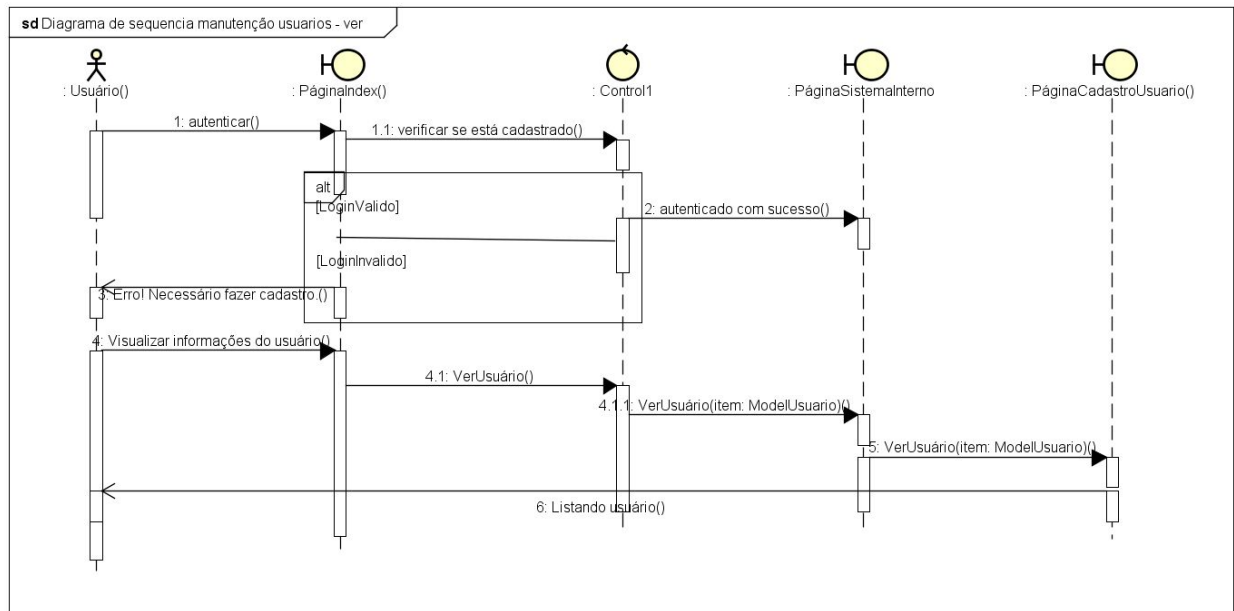 sd Diagrama de sequencia manutenção usuarios - ver
: Usuário()
: PáginaIndex()
: Control1
: PáginaSistemaInterno
: PáginaCadastroUsuario()
1: autenticar()
1.1: verificar se está cadastrado()
alt
[LoginValido]
2: autenticado com sucesso()
[LoginInvalido]
3: Erro! Necessário fazer cadastro.()
4: Visualizar informações do usuário()
4.1: VerUsuário()
4.1.1: VerUsuário(item: ModelUsuario)()
5: VerUsuário(item: ModelUsuario)()
6: Listando usuário()